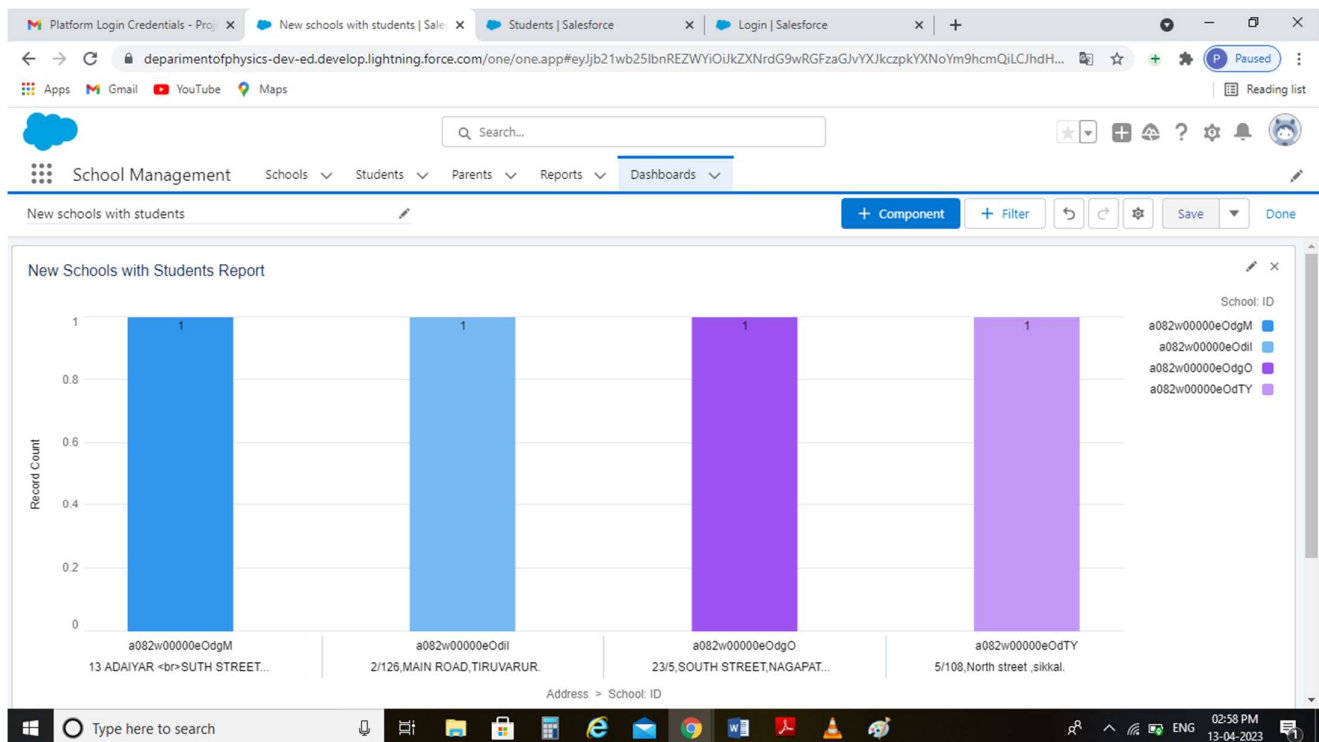 Platform Login Credentials - Proj
New schools with students | Sale
Students | Salesforce
Login | Salesforce
deparimentofphysics-dev-ed.develop.lightning.force.com/one/one.app#eyJjb21wb25lbnREZWYiOiJkZXNrdG9wRGFzaGJvYXJkczpkYXNoYm9hcmQiLCJhdH...
P Paused
Apps Gmail YouTube Maps Reading list
Search...
School Management Schools Students Parents Reports Dashboards
New schools with students + Component + Filter Save Done
New Schools with Students Report
School: ID
a082w00000eOdgM
a082w00000eOdiI
a082w00000eOdgO
a082w00000eOdTY
Record Count
1
0.8
0.6
0.4
0.2
0
1 1 1 1
a082w00000eOdgM a082w00000eOdiI a082w00000eOdgO a082w00000eOdTY
13 ADAIYAR <br>SUTH STREET... 2/126,MAIN ROAD,TIRUVARUR. 23/5,SOUTH STREET,NAGAPAT... 5/108,North street ,sikkal.
Address > School: ID
Type here to search ENG 02:58 PM
13-04-2023